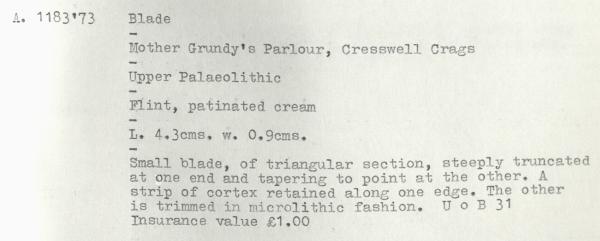 A. 1183'73 Blade
-
Mother Grundy's Parlour, Cresswell Crags
-
Upper Palaeolithic
-
Flint, patinated cream
-
L. 4.3cms. w. 0.9cms.
-
Small blade, of triangular section, steeply truncated
at one end and tapering to point at the other. A
strip of cortex retained along one edge. The other
is trimmed in microlithic fashion. U o B 31
Insurance value £1.00